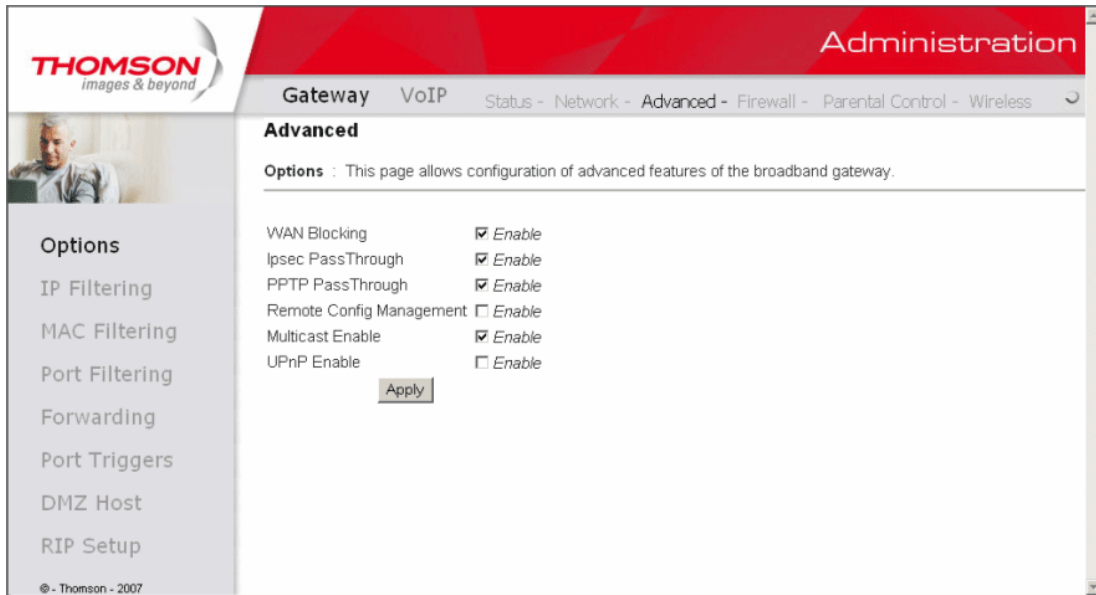 Administration
THOMSON
images & beyond
Gateway VoIP Status - Network - Advanced - Firewall - Parental Control - Wireless
Advanced
Options : This page allows configuration of advanced features of the broadband gateway.
WAN Blocking Enable
Ipsec PassThrough Enable
PPTP PassThrough Enable
Remote Config Management Enable
Multicast Enable Enable
UPnP Enable Enable
Apply
Options
IP Filtering
MAC Filtering
Port Filtering
Forwarding
Port Triggers
DMZ Host
RIP Setup
© - Thomson - 2007